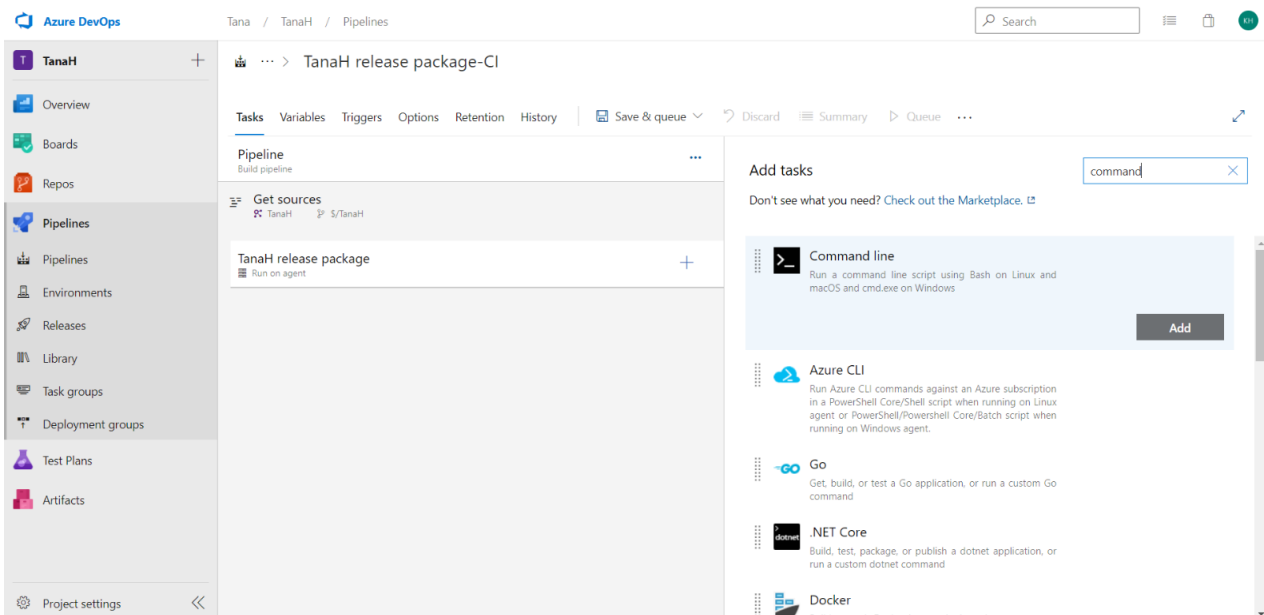 Azure DevOps
Tana / TanaH / Pipelines
Search
KH
T
TanaH
TanaH release package-CI
Overview
Boards
Repos
Pipelines
Pipelines
Environments
Releases
Library
Task groups
Deployment groups
Test Plans
Artifacts
Project settings
Tasks Variables Triggers Options Retention History Save & queue Discard Summary Queue ...
Pipeline
Build pipeline
Get sources
TanaH $/TanaH
TanaH release package
Run on agent
Add tasks
command
Don't see what you need? Check out the Marketplace.
Command line
Run a command line script using Bash on Linux and
macOS and cmd.exe on Windows
Add
Azure CLI
Run Azure CLI commands against an Azure subscription
in a PowerShell Core/Shell script when running on Linux
agent or PowerShell/Powershell Core/Batch script when
running on Windows agent.
GO
Go
Get, build, or test a Go application, or run a custom Go
command
dotnet
.NET Core
Build, test, package, or publish a dotnet application, or
run a custom dotnet command
Docker